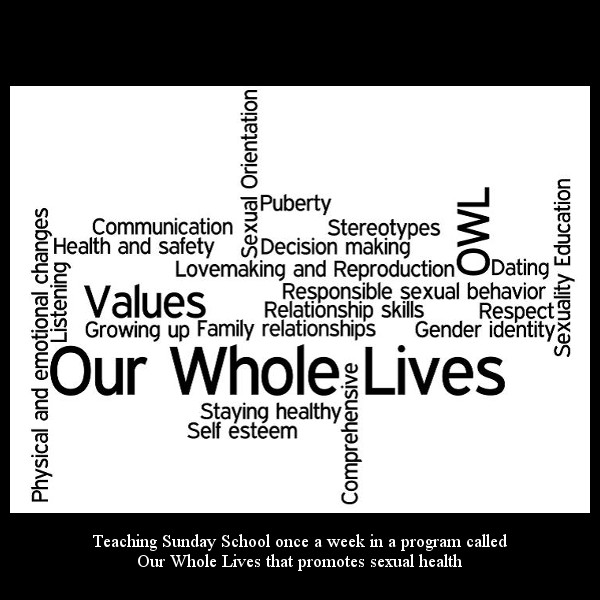 Sexual Orientation
Puberty
OWL
Communication
Stereotypes
Sexuality Education
Physical and emotional changes
Health and safety
Decision making
Listening
Lovemaking and Reproduction
Dating
Values
Responsible sexual behavior
Relationship skills
Respect
Growing up
Family relationships
Gender identity
Our Whole Lives
Comprehensive
Staying healthy
Self esteem
Teaching Sunday School once a week in a program called
Our Whole Lives that promotes sexual health